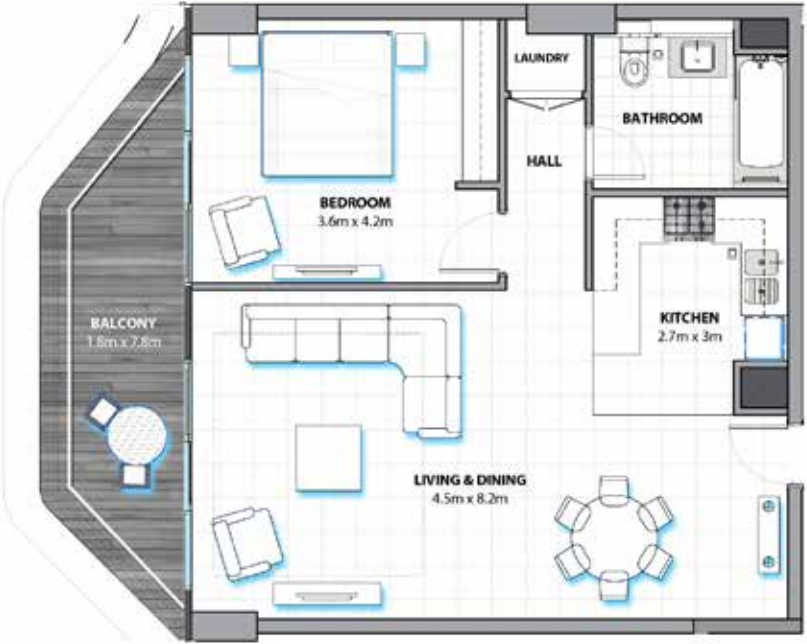 LAUNDRY
BATHROOM
HALL
BEDROOM
3.6m x 4.2m
BALCONY
1.8m x 7.8m
KITCHEN
2.7m x 3m
LIVING & DINING
4.5m x 8.2m